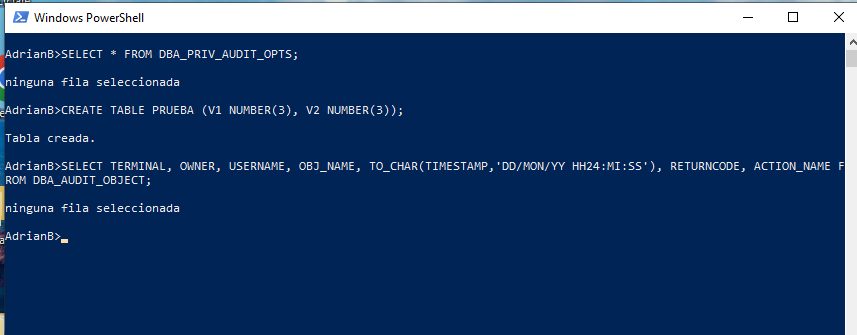 Windows PowerShell
AdrianB>SELECT * FROM DBA_PRIV_AUDIT_OPTS;
ninguna fila seleccionada
AdrianB>CREATE TABLE PRUEBA (V1 NUMBER(3), V2 NUMBER(3));
Tabla creada.
AdrianB>SELECT TERMINAL, OWNER, USERNAME, OBJ_NAME, TO_CHAR(TIMESTAMP,'DD/MON/YY HH24:MI:SS'), RETURNCODE, ACTION_NAME F
ROM DBA_AUDIT_OBJECT;
ninguna fila seleccionada
AdrianB>